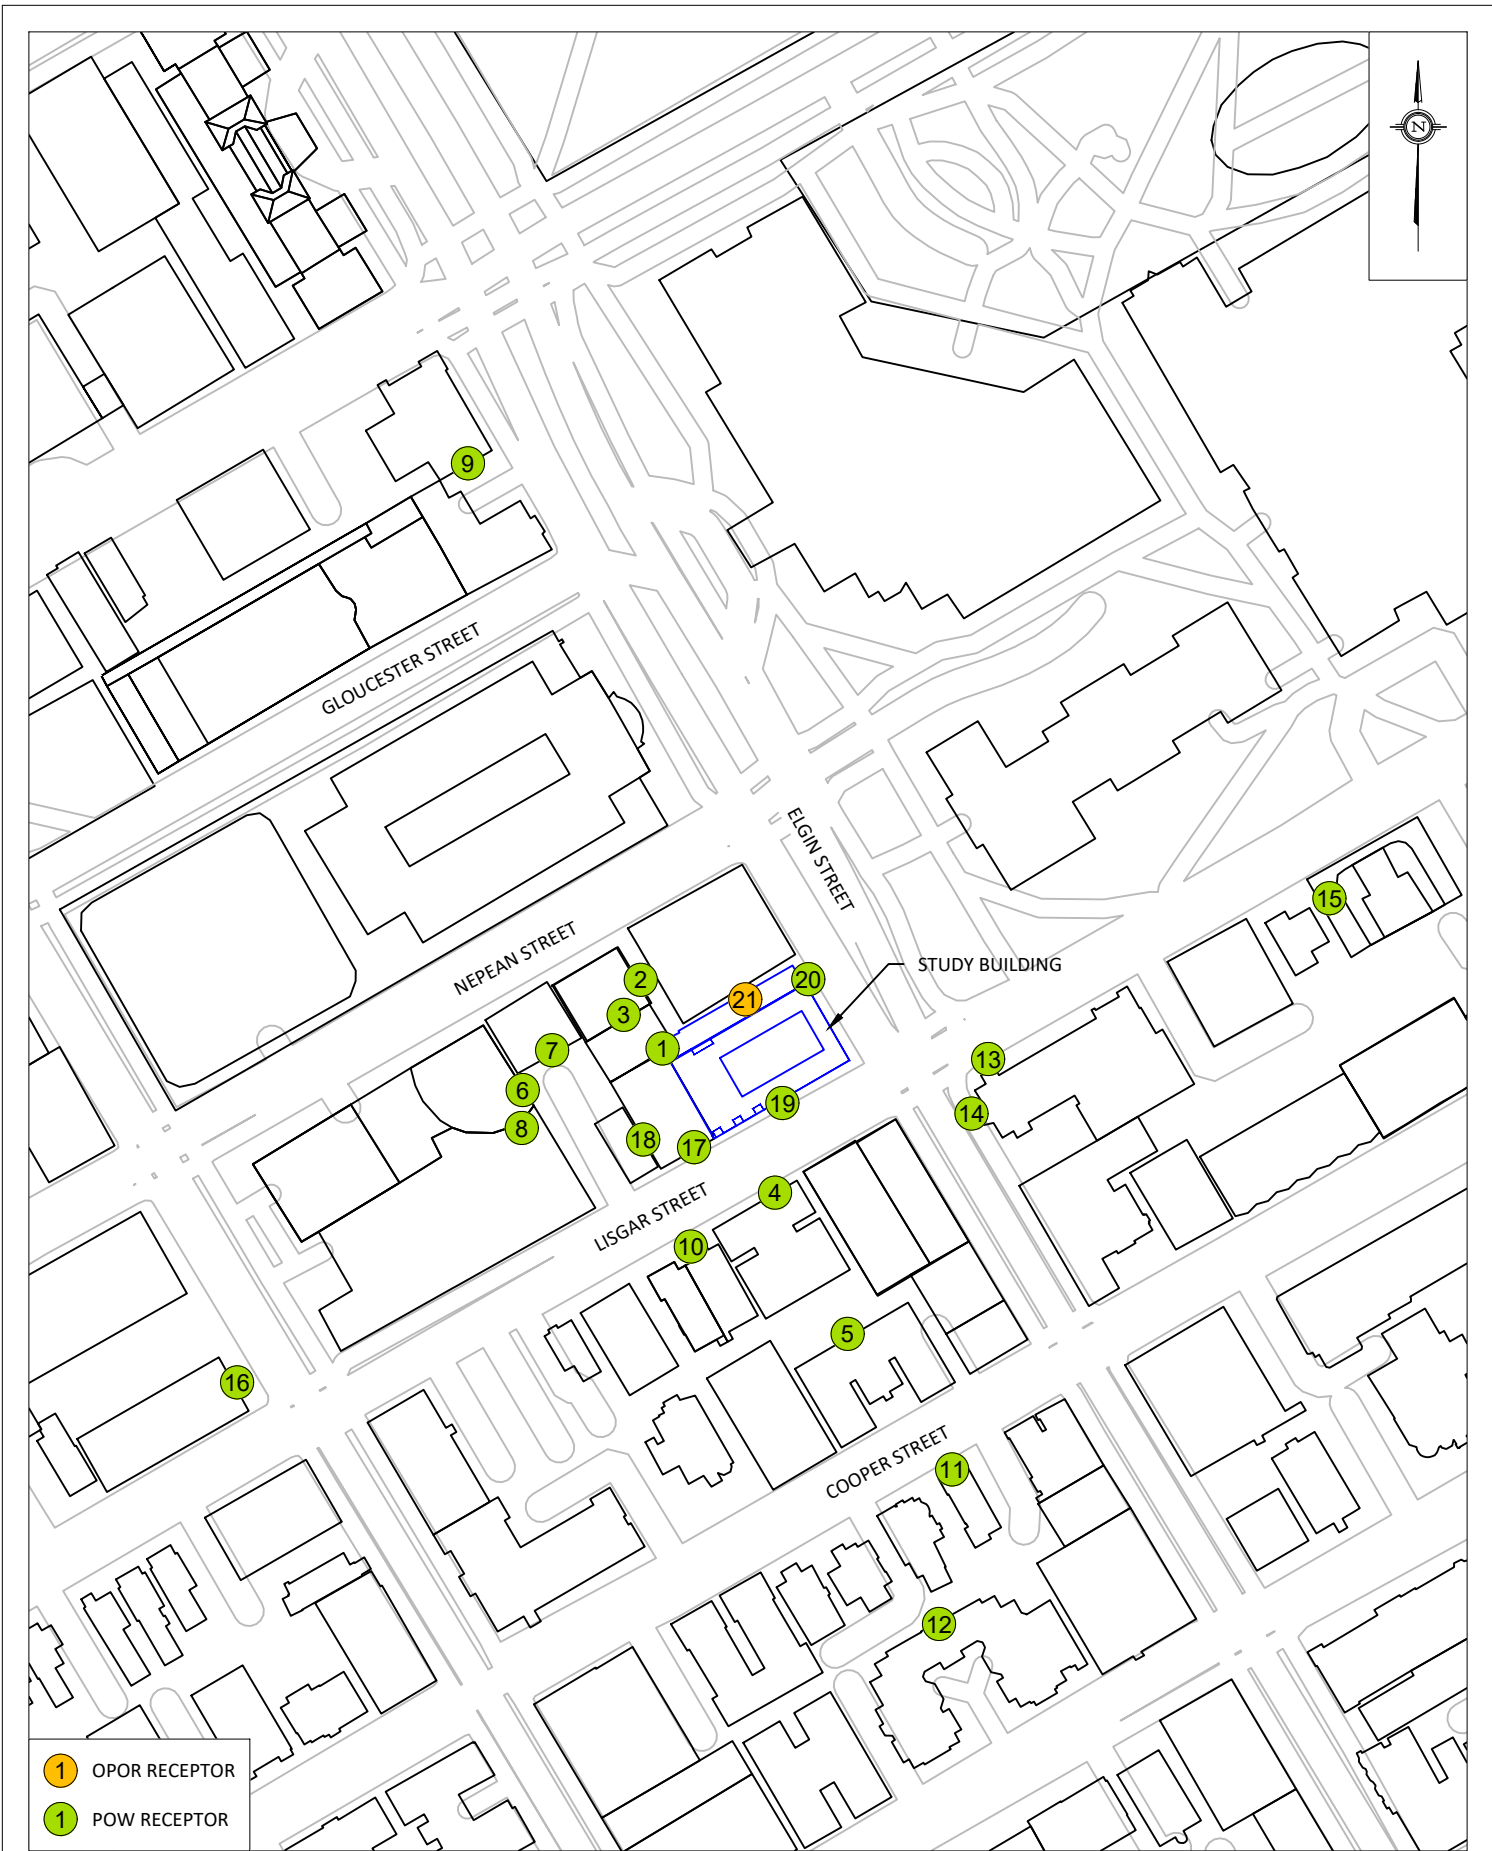 N
9
GLOUCESTER STREET
ELGIN STREET
15
NEPEAN STREET
STUDY BUILDING
2
20
21
3
1
7
13
6
19
14
8
18
17
4
LISGAR STREET
10
5
16
COOPER STREET
11
12
1 OPOR RECEPTOR
1 POW RECEPTOR